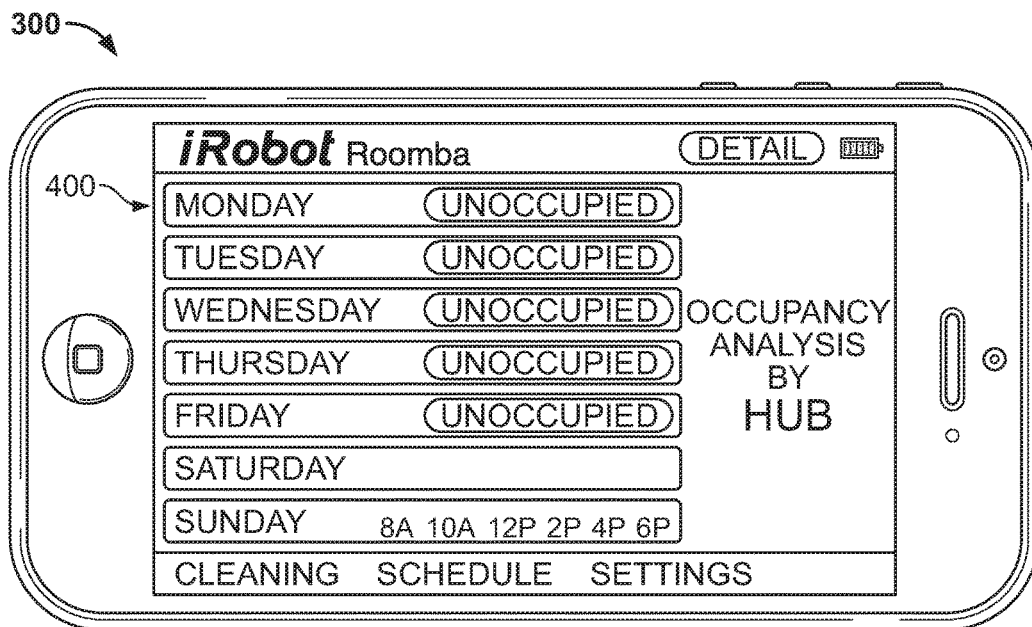 300
iRobot Roomba DETAIL
400
MONDAY UNOCCUPIED
TUESDAY UNOCCUPIED
WEDNESDAY UNOCCUPIED
THURSDAY UNOCCUPIED
FRIDAY UNOCCUPIED
SATURDAY
SUNDAY 8A 10A 12P 2P 4P 6P
OCCUPANCY
ANALYSIS
BY
HUB
CLEANING SCHEDULE SETTINGS